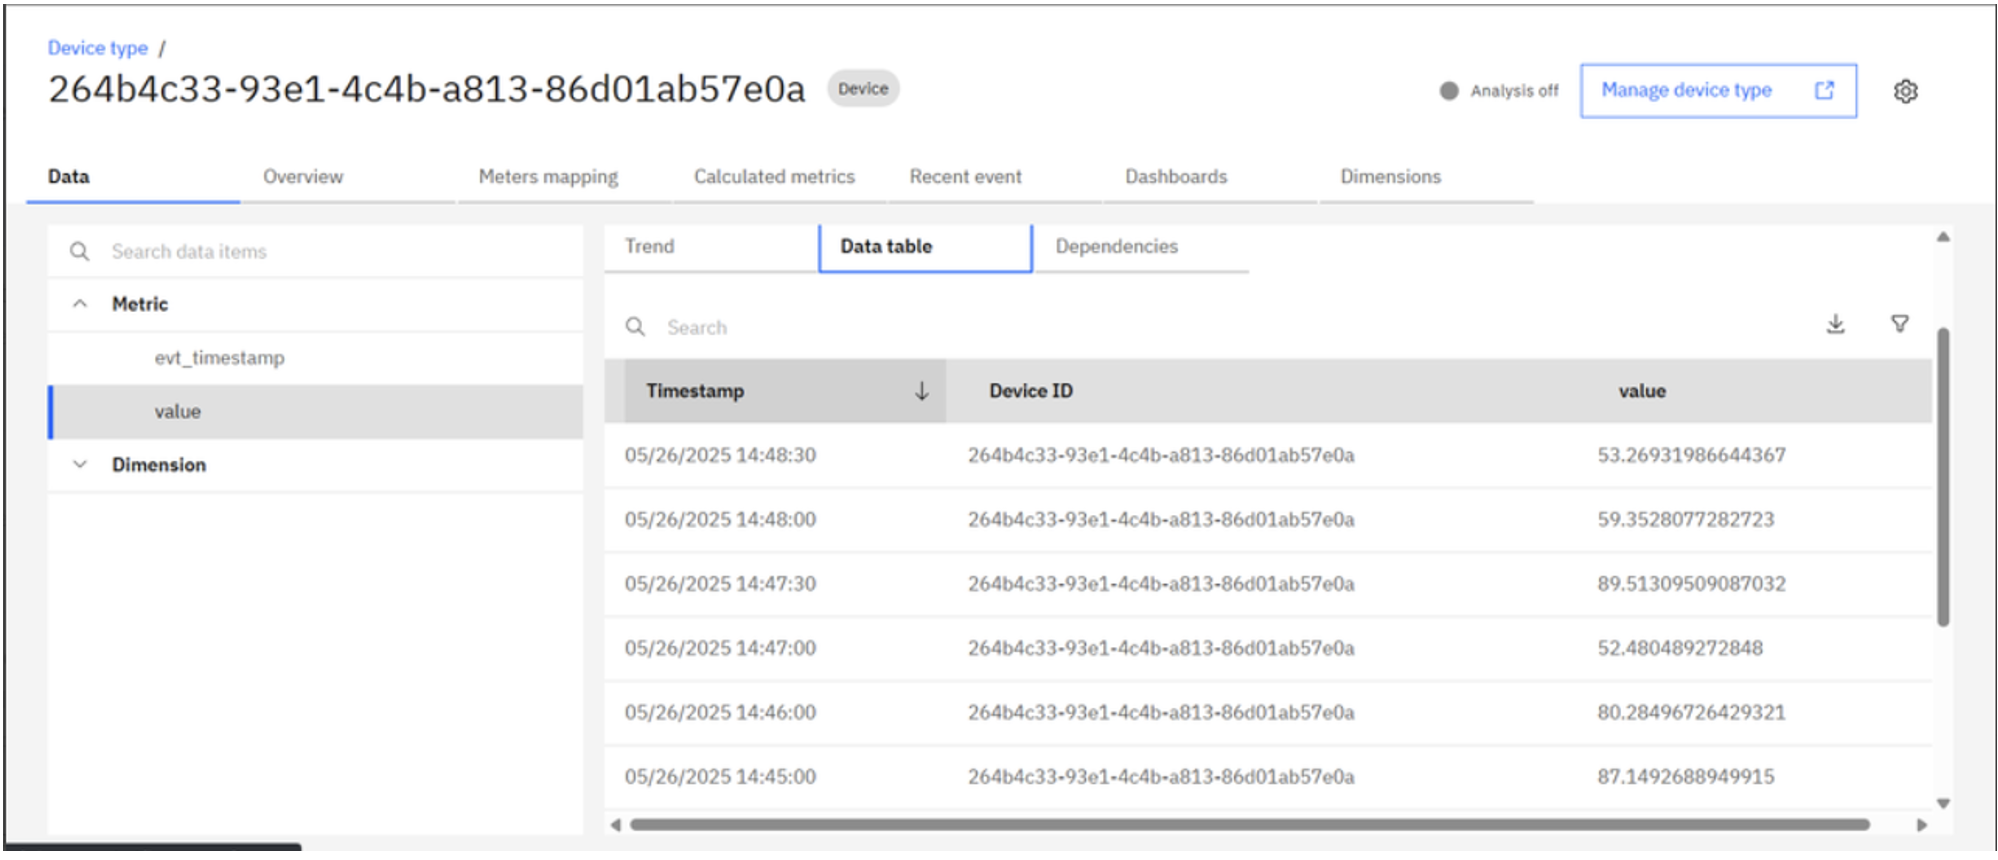 Device type /
264b4c33-93e1-4c4b-a813-86d01ab57e0a Device
Analysis off Manage device type
Data Overview Meters mapping Calculated metrics Recent event Dashboards Dimensions
Search data items
Metric
evt_timestamp
value
Dimension
Trend Data table Dependencies
Search
Timestamp Device ID value
05/26/2025 14:48:30 264b4c33-93e1-4c4b-a813-86d01ab57e0a 53.26931986644367
05/26/2025 14:48:00 264b4c33-93e1-4c4b-a813-86d01ab57e0a 59.3528077282723
05/26/2025 14:47:30 264b4c33-93e1-4c4b-a813-86d01ab57e0a 89.51309509087032
05/26/2025 14:47:00 264b4c33-93e1-4c4b-a813-86d01ab57e0a 52.480489272848
05/26/2025 14:46:00 264b4c33-93e1-4c4b-a813-86d01ab57e0a 80.28496726429321
05/26/2025 14:45:00 264b4c33-93e1-4c4b-a813-86d01ab57e0a 87.1492688949915